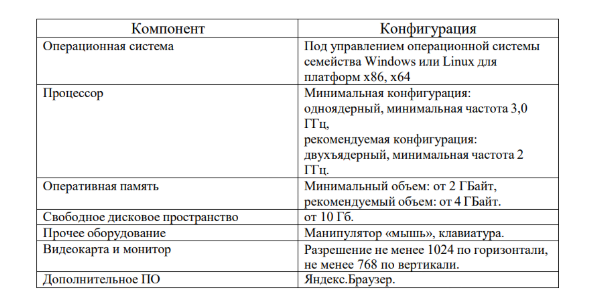 Компонент Конфигурация
Операционная система Под управлением операционной системы
семейства Windows или Linux для
платформ x86, x64
Процессор Минимальная конфигурация:
одноядерный, минимальная частота 3,0
ГГц,
рекомендуемая конфигурация:
двухъядерный, минимальная частота 2
ГГц.
Оперативная память Минимальный объем: от 2 ГБайт,
рекомендуемый объем: от 4 ГБайт.
Свободное дисковое пространство от 10 Гб.
Прочее оборудование Манипулятор «мышь», клавиатура.
Видеокарта и монитор Разрешение не менее 1024 по горизонтали,
не менее 768 по вертикали.
Дополнительное ПО Яндекс.Браузер.